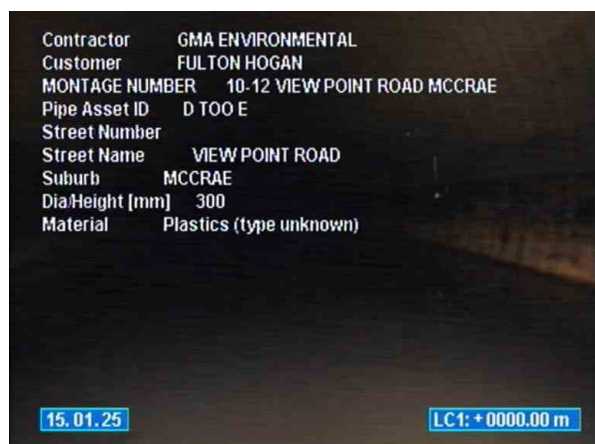 Contractor GMA ENVIRONMENTAL
Customer FULTON HOGAN
MONTAGE NUMBER 10-12 VIEW POINT ROAD MCCRAE
Pipe Asset ID D TOO E
Street Number
Street Name VIEW POINT ROAD
Suburb MCCRAE
Dia/Height [mm] 300
Material Plastics (type unknown)
15.01.25
LC1: +0000.00 m